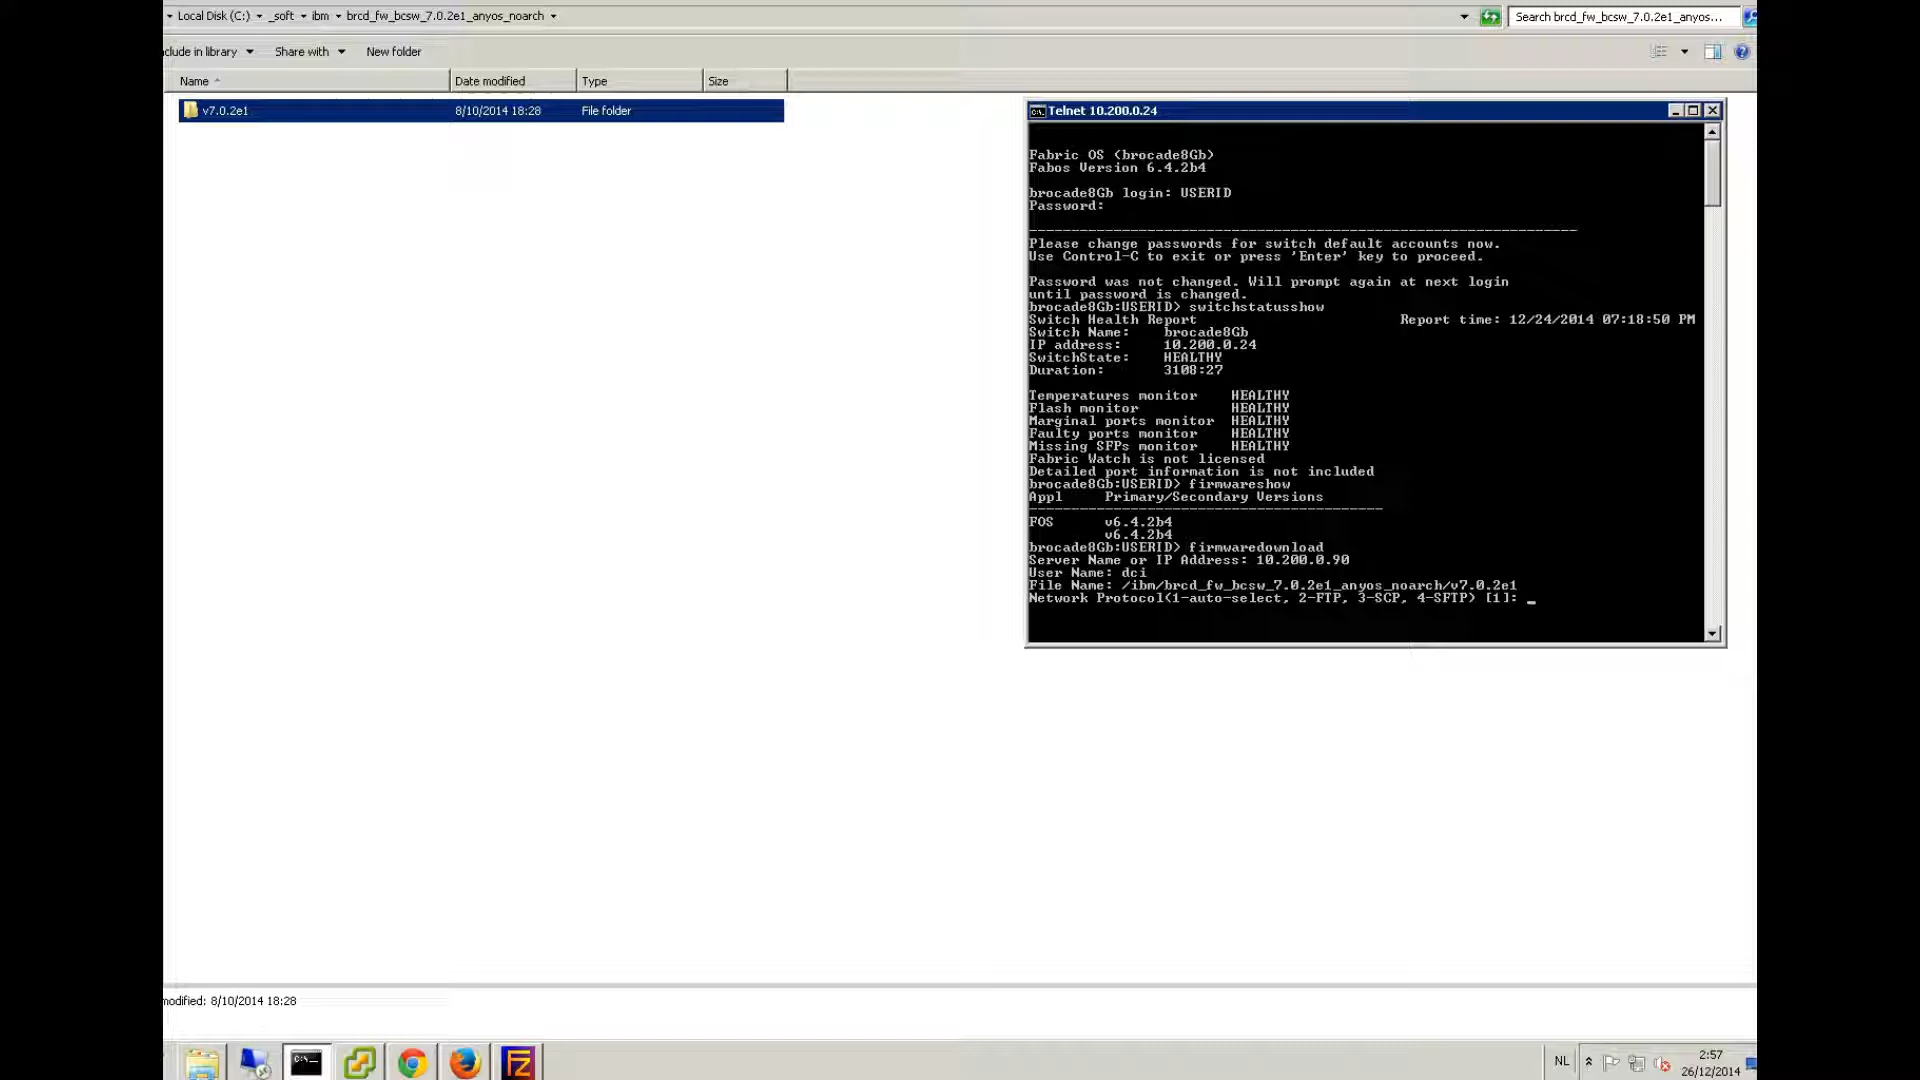 Local Disk (C:) _soft ibm brcd_fw_bcsw_7.0.2e1_anyos_noarch
Search brcd_fw_bcsw_7.0.2e1_anyos...
clude in library Share with New folder
Name Date modified Type Size
v7.0.2e1 8/10/2014 18:28 File folder
Telnet 10.200.0.24
Fabric OS (brocade8Gb)
Fabos Version 6.4.2b4
brocade8Gb login: USERID
Password:
-----------------------------------------------------------------
Please change passwords for switch default accounts now.
Use Control-C to exit or press 'Enter' key to proceed.
Password was not changed. Will prompt again at next login
until password is changed.
brocade8Gb:USERID> switchstatusshow
Switch Health Report Report time: 12/24/2014 07:18:50 PM
Switch Name: brocade8Gb
IP address: 10.200.0.24
SwitchState: HEALTHY
Duration: 3108:27
Temperatures monitor HEALTHY
Flash monitor HEALTHY
Marginal ports monitor HEALTHY
Faulty ports monitor HEALTHY
Missing SFPs monitor HEALTHY
Fabric Watch is not licensed
Detailed port information is not included
brocade8Gb:USERID> firmwareshow
Appl Primary/Secondary Versions
------------------------------------------
FOS v6.4.2b4
v6.4.2b4
brocade8Gb:USERID> firmwaredownload
Server Name or IP Address: 10.200.0.90
User Name: dci
File Name: /ibm/brcd_fw_bcsw_7.0.2e1_anyos_noarch/v7.0.2e1
Network Protocol(1-auto-select, 2-FTP, 3-SCP, 4-SFTP) [1]: _
modified: 8/10/2014 18:28
C:\_
FZ
NL
2:57
26/12/2014